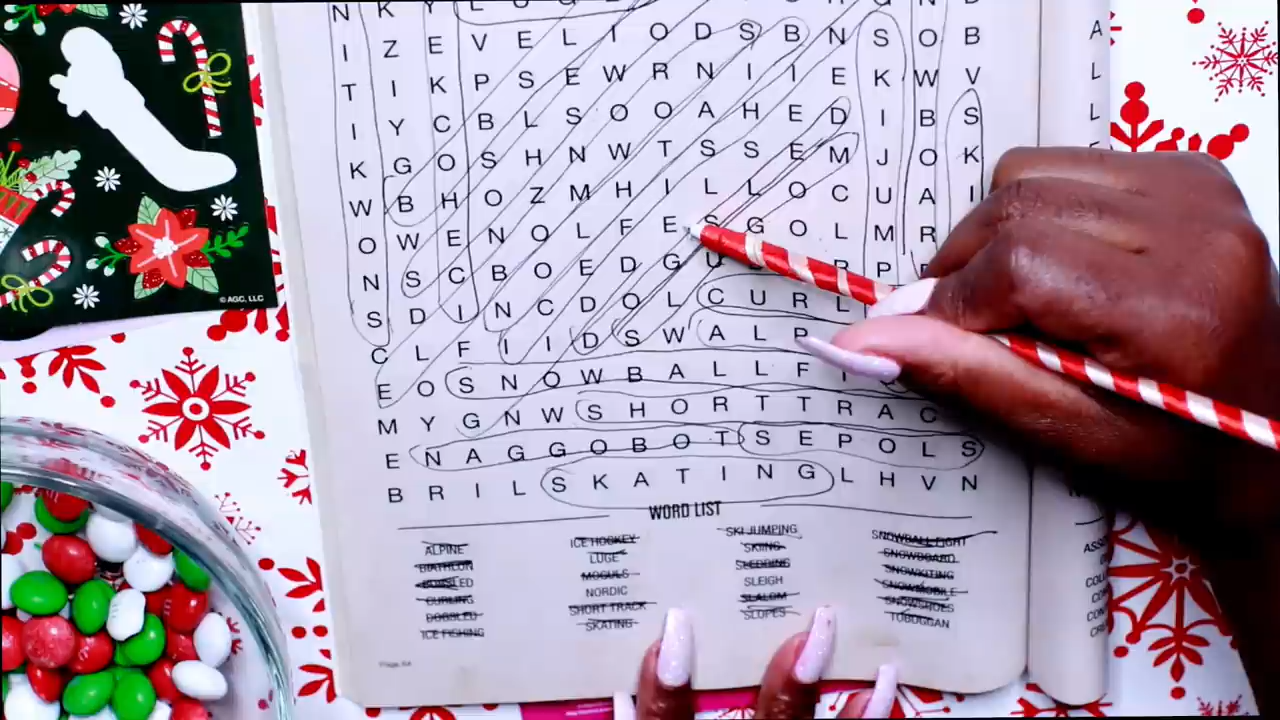 N K Y L U G E
I Z E V E L I O D S B N S O B
T I K P S E W R N I I E K W V
I Y C B L S O O A H E D I B S
K G O S H N W T S S E M J O K
W B H O Z M H I L L O C U A I
O W E N O L F E S G O L M R
N S C B O E D G U P
S D I N C D O L C U R L
C L F I I D S W A L P
E O S N O W B A L L F I
M Y G N W S H O R T T R A C
E N A G G O B O T S E P O L S
B R I L S K A T I N G L H V N
© AGC, LLC
WORD LIST
ALPINE
BIATHLON
BOBSLED
CURLING
DOBSLED
ICE FISHING
ICE HOCKEY
LUGE
MOGULS
NORDIC
SHORT TRACK
SKATING
SKI JUMPING
SKIING
SLEDDING
SLEIGH
SLALOM
SLOPES
SNOWBALL FIGHT
SNOWBOARD
SNOWKITING
SNOWMOBILE
SNOWSHOES
TOBOGGAN
A
L
L